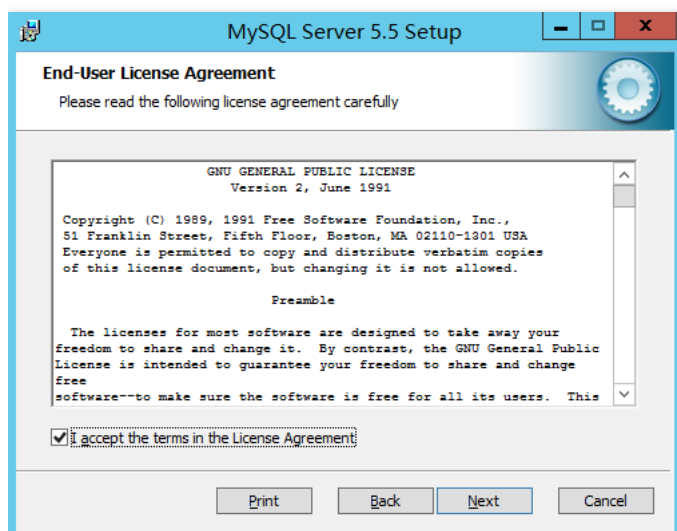 MySQL Server 5.5 Setup
End-User License Agreement
Please read the following license agreement carefully
GNU GENERAL PUBLIC LICENSE
Version 2, June 1991
Copyright (C) 1989, 1991 Free Software Foundation, Inc.,
51 Franklin Street, Fifth Floor, Boston, MA 02110-1301 USA
Everyone is permitted to copy and distribute verbatim copies
of this license document, but changing it is not allowed.
Preamble
The licenses for most software are designed to take away your
freedom to share and change it.  By contrast, the GNU General Public
License is intended to guarantee your freedom to share and change
free
software--to make sure the software is free for all its users.  This
I accept the terms in the License Agreement
Print Back Next Cancel